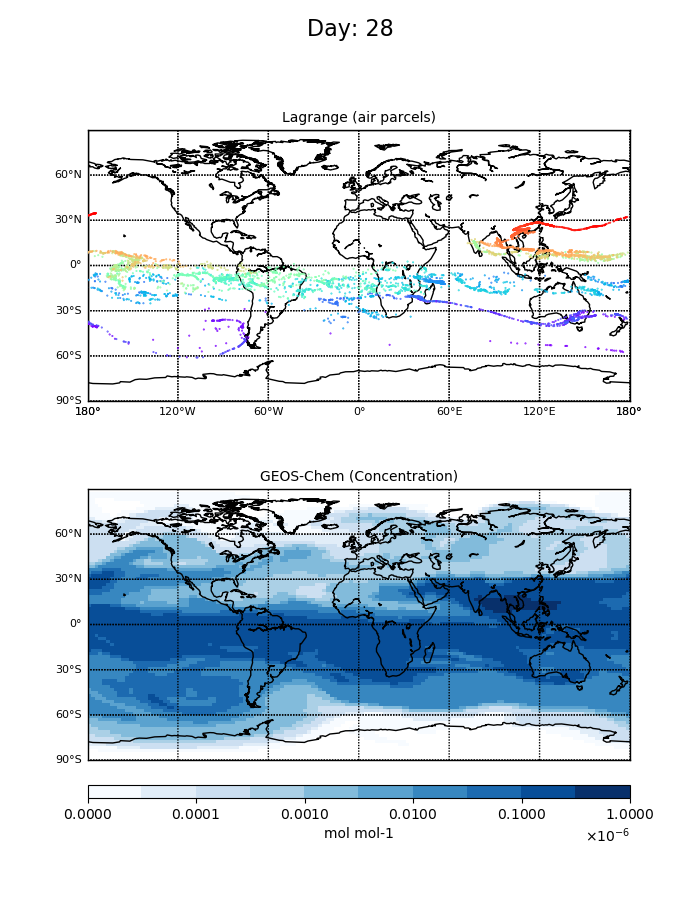 Day: 28
Lagrange (air parcels)
60°N
30°N
0°
30°S
60°S
90°S
180° 120°W 60°W 0° 60°E 120°E 180°
GEOS-Chem (Concentration)
60°N
30°N
0°
30°S
60°S
90°S
0.0000 0.0001 0.0010 0.0100 0.1000 1.0000
mol mol-1 ×10⁻⁶